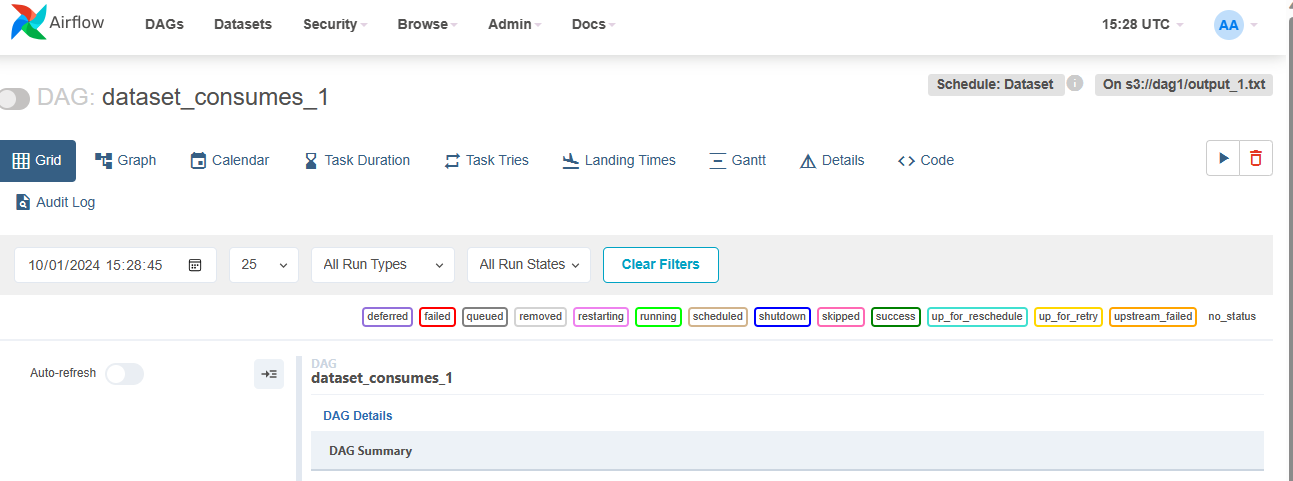 Airflow DAGs Datasets Security Browse Admin Docs 15:28 UTC AA
DAG: dataset_consumes_1 Schedule: Dataset i On s3://dag1/output_1.txt
Grid Graph Calendar Task Duration Task Tries Landing Times Gantt Details Code
Audit Log
10/01/2024 15:28:45 25 All Run Types All Run States Clear Filters
deferred failed queued removed restarting running scheduled shutdown skipped success up_for_reschedule up_for_retry upstream_failed no_status
Auto-refresh
DAG
dataset_consumes_1
DAG Details
DAG Summary